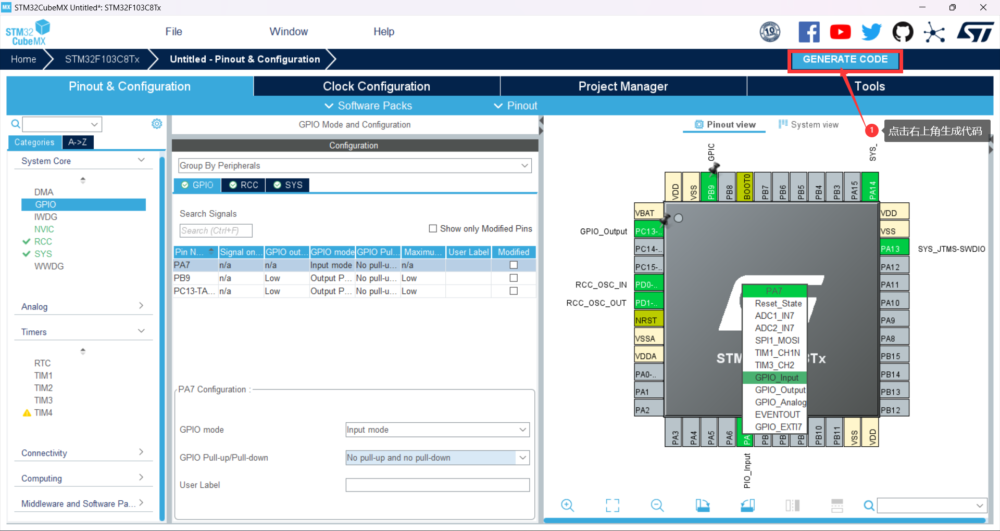 MX STM32CubeMX Untitled*: STM32F103C8Tx
STM32
CubeMX
File
Window
Help
10
Home
STM32F103C8Tx
Untitled - Pinout & Configuration
GENERATE CODE
Pinout & Configuration
Clock Configuration
Project Manager
Tools
Software Packs
Pinout
GPIO Mode and Configuration
Pinout view
System view
1 点击右上角生成代码
Categories
A->Z
Configuration
System Core
Group By Peripherals
GPIO
RCC
SYS
DMA
GPIO
IWDG
NVIC
RCC
SYS
WWDG
Search Signals
Search (Ctrl+F)
Show only Modified Pins
Pin N... Signal on... GPIO out... GPIO mode GPIO Pul... Maximu... User Label Modified
PA7 n/a n/a Input mode No pull-u... n/a
PB9 n/a Low Output P... No pull-u... Low
PC13-TA... n/a Low Output P... No pull-u... Low
Analog
Timers
RTC
TIM1
TIM2
TIM3
TIM4
Connectivity
Computing
Middleware and Software Pa...
PA7 Configuration :
GPIO mode
Input mode
GPIO Pull-up/Pull-down
No pull-up and no pull-down
User Label
GPIC
SYS_
VDD
VSS
PB9
PB8
BOOT0
PB7
PB6
PB5
PB4
PB3
PA15
PA14
VBAT
GPIO_Output
PC13-..
PC14-..
PC15-..
RCC_OSC_IN
PD0-..
RCC_OSC_OUT
PD1-..
NRST
VSSA
VDDA
PA0-..
PA1
PA2
VDD
VSS
PA13
SYS_JTMS-SWDIO
PA12
PA11
PA10
PA9
PA8
PB15
PB14
PB13
PB12
STM
8Tx
PA7
Reset_State
ADC1_IN7
ADC2_IN7
SPI1_MOSI
TIM1_CH1N
TIM3_CH2
GPIO_Input
GPIO_Output
GPIO_Analog
EVENTOUT
GPIO_EXTI7
PA3
PA4
PA5
PA6
PA
PB
PB
PB
PB10
PB11
VSS
VDD
PIO_Input